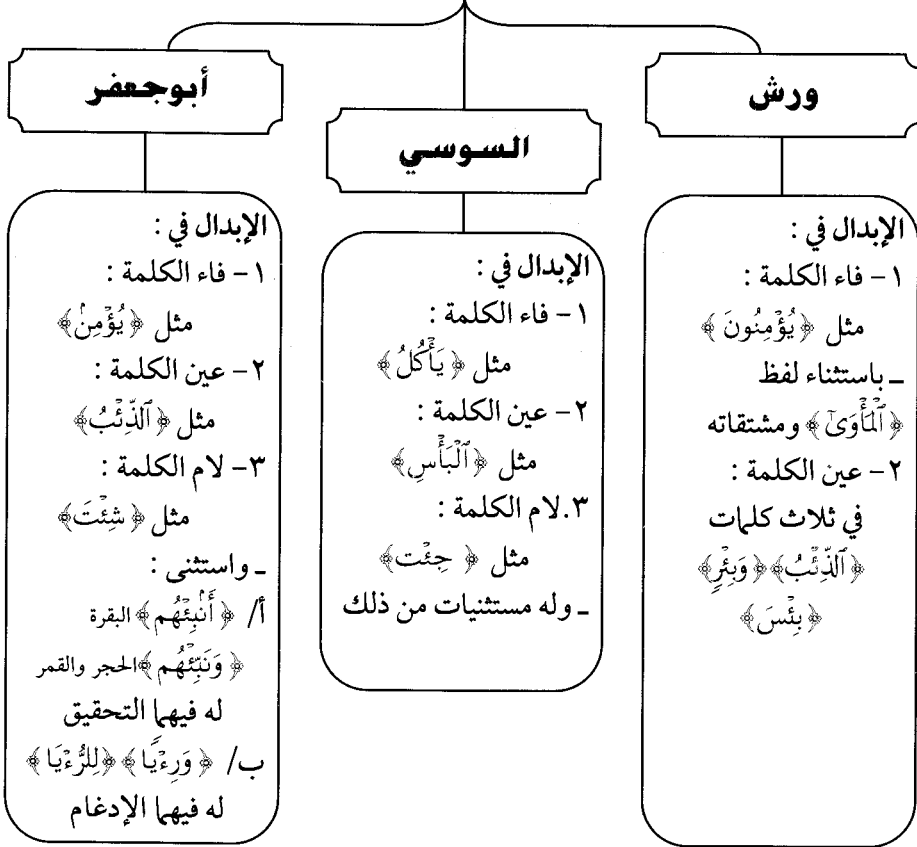 ورش
الإبدال في :
١- فاء الكلمة :
مثل ﴿يُؤْمِنُونَ﴾
ـ باستثناء لفظ
﴿ٱلْمَأْوَىٰ﴾ ومشتقاته
٢- عين الكلمة :
في ثلاث كلمات
﴿ٱلذِّئْبُ﴾ ﴿وَبِئْرٍ﴾
﴿بِئْسَ﴾
السوسي
الإبدال في :
١- فاء الكلمة :
مثل ﴿يَأْكُلُ﴾
٢- عين الكلمة :
مثل ﴿ٱلْبَأْسِ﴾
٣. لام الكلمة :
مثل ﴿جِئْت﴾
ـ وله مستثنيات من ذلك
أبوجعفر
الإبدال في :
١- فاء الكلمة :
مثل ﴿يُؤْمِنُ﴾
٢- عين الكلمة :
مثل ﴿ٱلذِّئْبُ﴾
٣- لام الكلمة :
مثل ﴿شِئْتَ﴾
ـ واستثنى :
أ/ ﴿أَنۢبِئْهُم﴾ البقرة
﴿وَنَبِّئْهُم﴾ الحجر والقمر
له فيهما التحقيق
ب/ ﴿وَرِءْيًا﴾ ﴿لِلرُّءْيَا﴾
له فيهما الإدغام